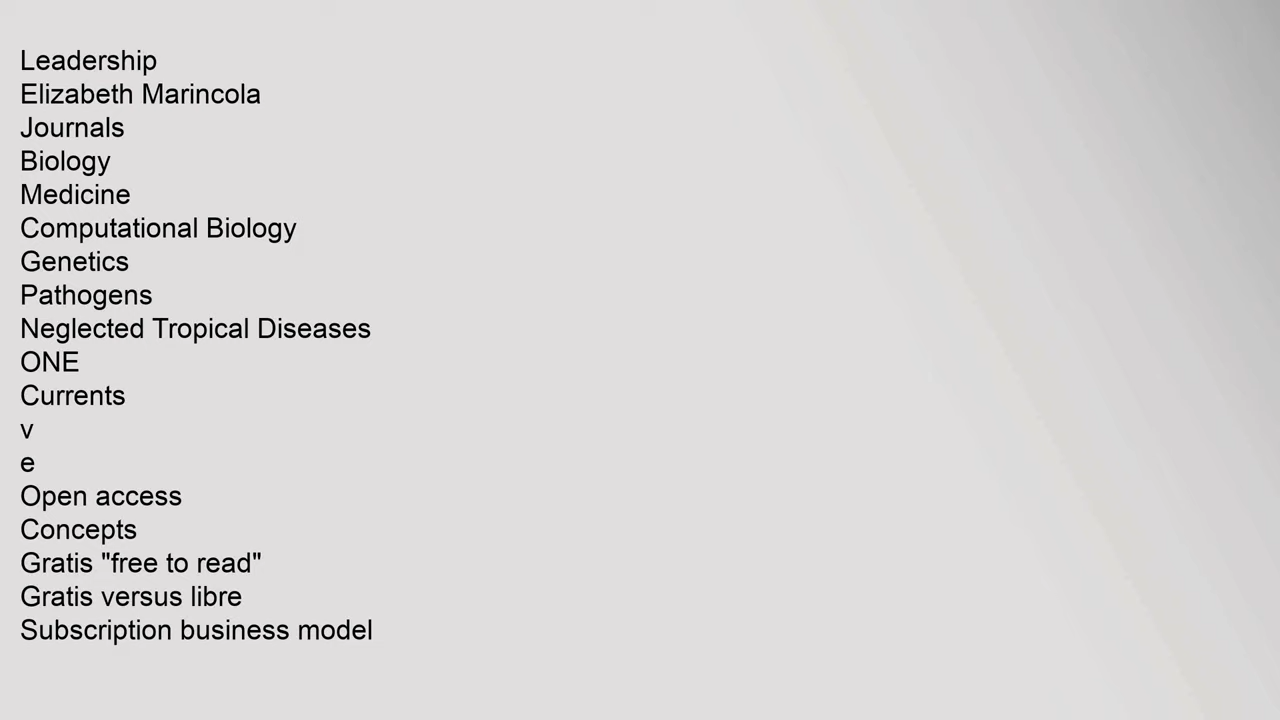 Leadership
Elizabeth Marincola
Journals
Biology
Medicine
Computational Biology
Genetics
Pathogens
Neglected Tropical Diseases
ONE
Currents
v
e
Open access
Concepts
Gratis "free to read"
Gratis versus libre
Subscription business model